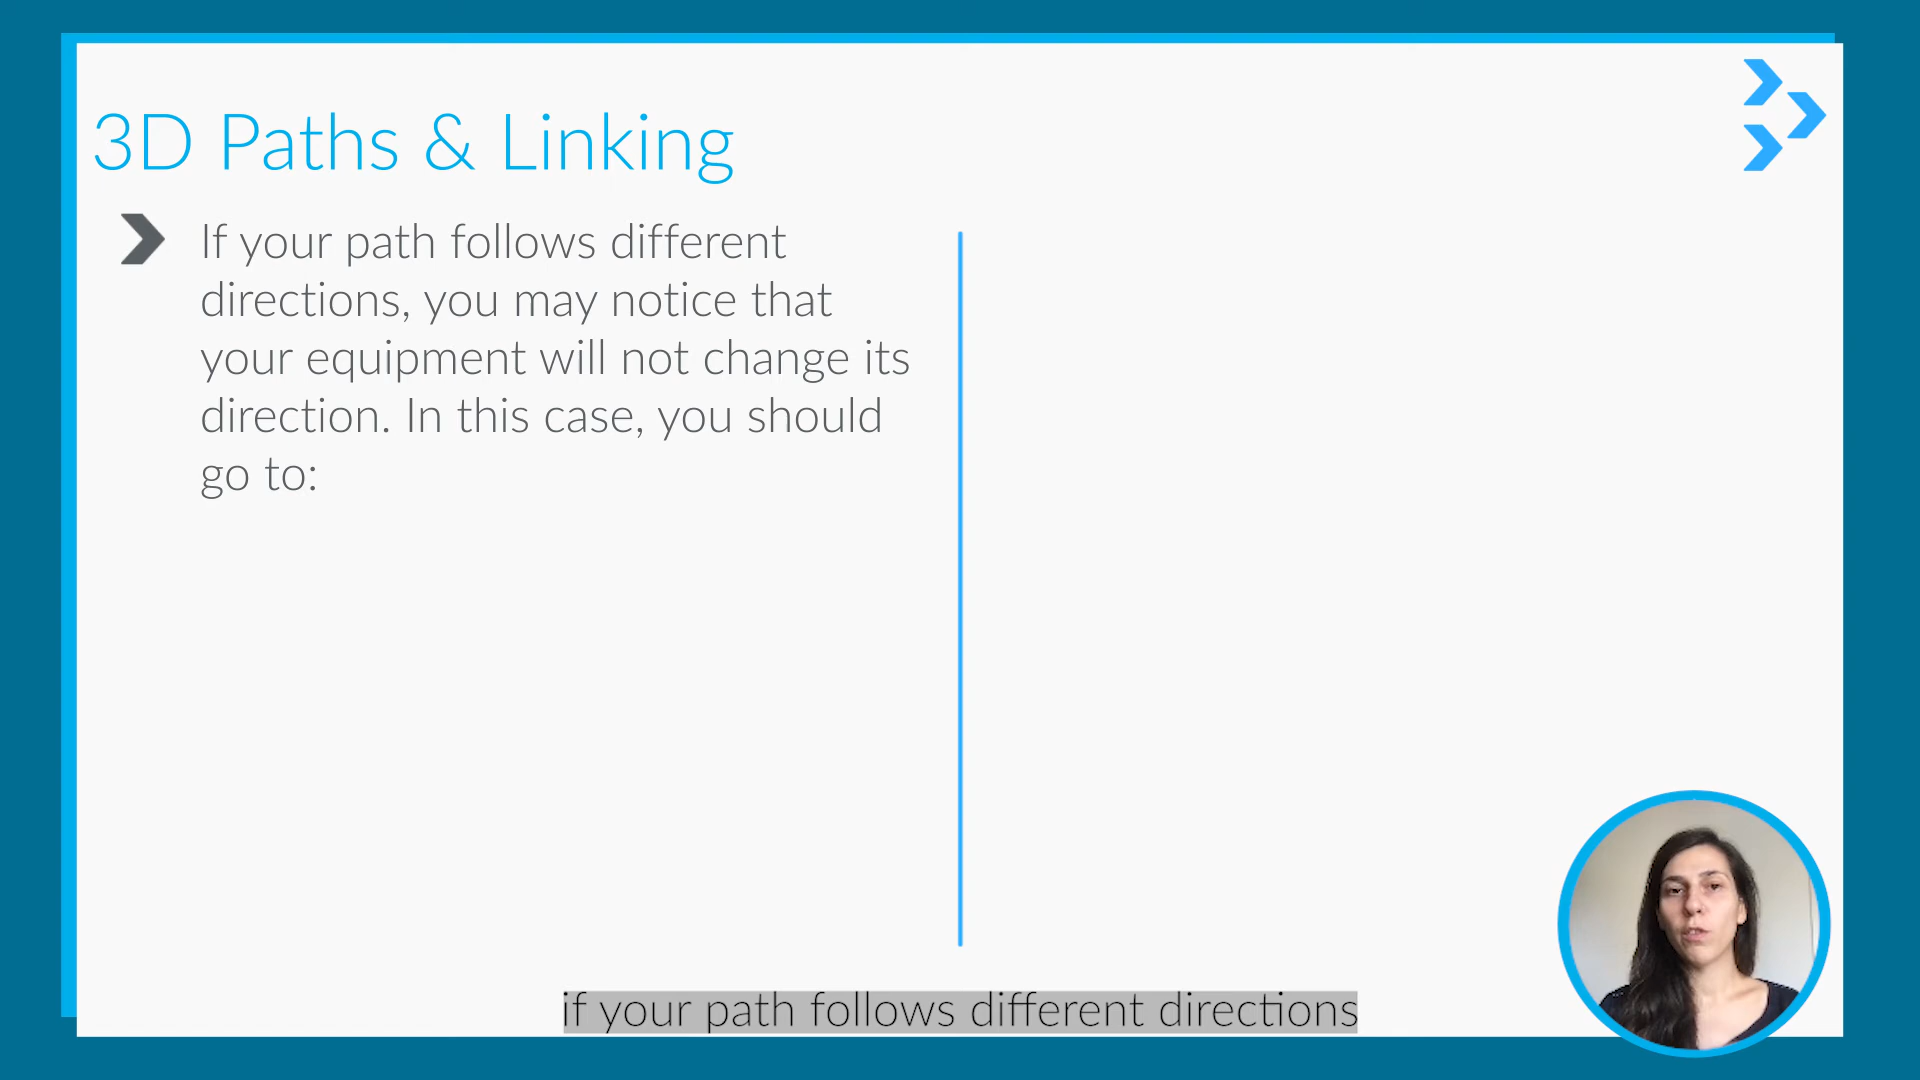 3D Paths & Linking
If your path follows different
directions, you may notice that
your equipment will not change its
direction. In this case, you should
go to:
if your path follows different directions